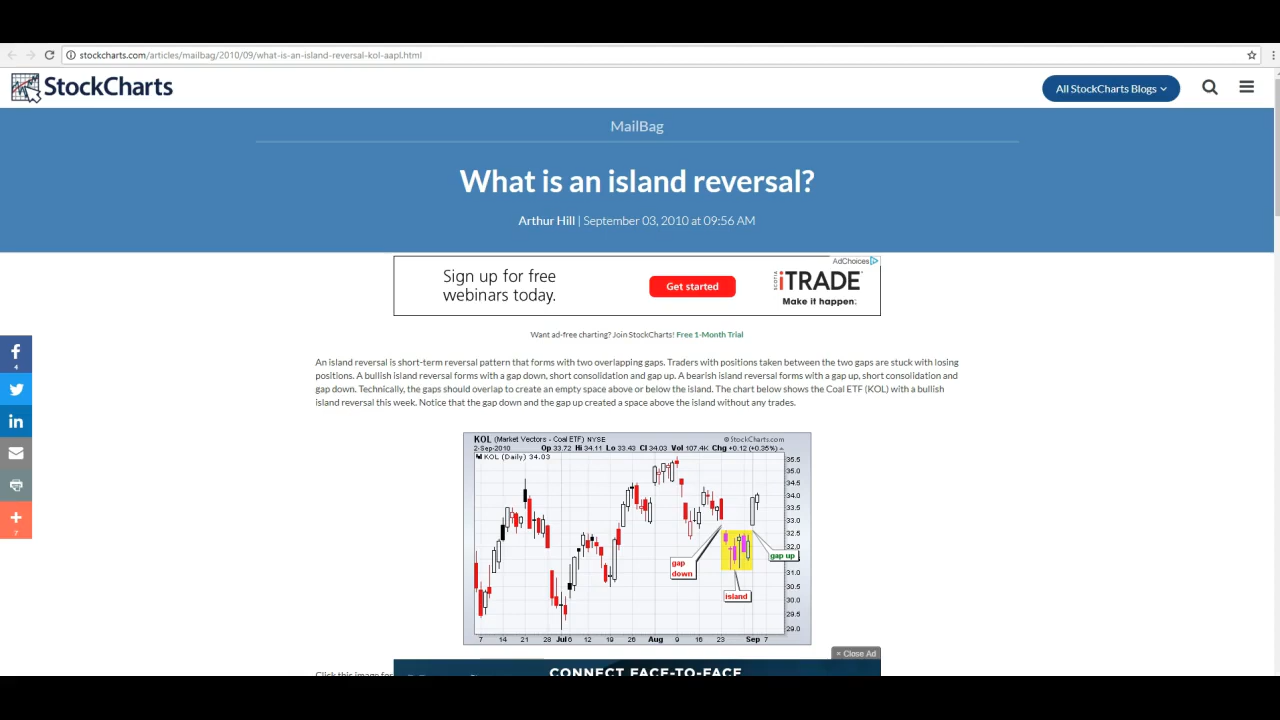 stockcharts.com/articles/mailbag/2010/09/what-is-an-island-reversal-kol-aapl.html
StockCharts
All StockCharts Blogs
MailBag
What is an island reversal?
Arthur Hill | September 03, 2010 at 09:56 AM
AdChoices
Sign up for free
webinars today.
Get started
SCOTIA iTRADE
Make it happen.
Want ad-free charting? Join StockCharts! Free 1-Month Trial
4
7
An island reversal is short-term reversal pattern that forms with two overlapping gaps. Traders with positions taken between the two gaps are stuck with losing
positions. A bullish island reversal forms with a gap down, short consolidation and gap up. A bearish island reversal forms with a gap up, short consolidation and
gap down. Technically, the gaps should overlap to create an empty space above or below the island. The chart below shows the Coal ETF (KOL) with a bullish
island reversal this week. Notice that the gap down and the gap up created a space above the island without any trades.
KOL (Market Vectors - Coal ETF) NYSE © StockCharts.com
2-Sep-2010 Op 33.72 Hi 34.11 Lo 33.43 Cl 34.03 Vol 107.4K Chg +0.12 (+0.35%)
KOL (Daily) 34.03
35.5
35.0
34.5
34.0
33.5
33.0
32.5
32.0
31.5
31.0
30.5
30.0
29.5
29.0
gap up
gap
down
island
7 14 21 28 Jul 6 12 19 26 Aug 9 16 23 Sep 7
× Close Ad
CONNECT FACE-TO-FACE
Click this image for